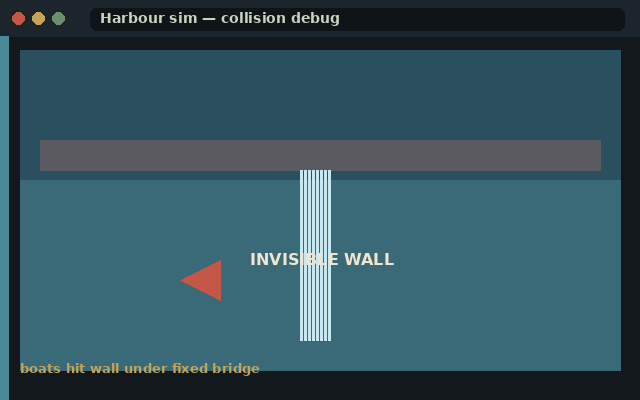 Harbour sim — collision debug
INVISIBLE WALL
boats hit wall under fixed bridge